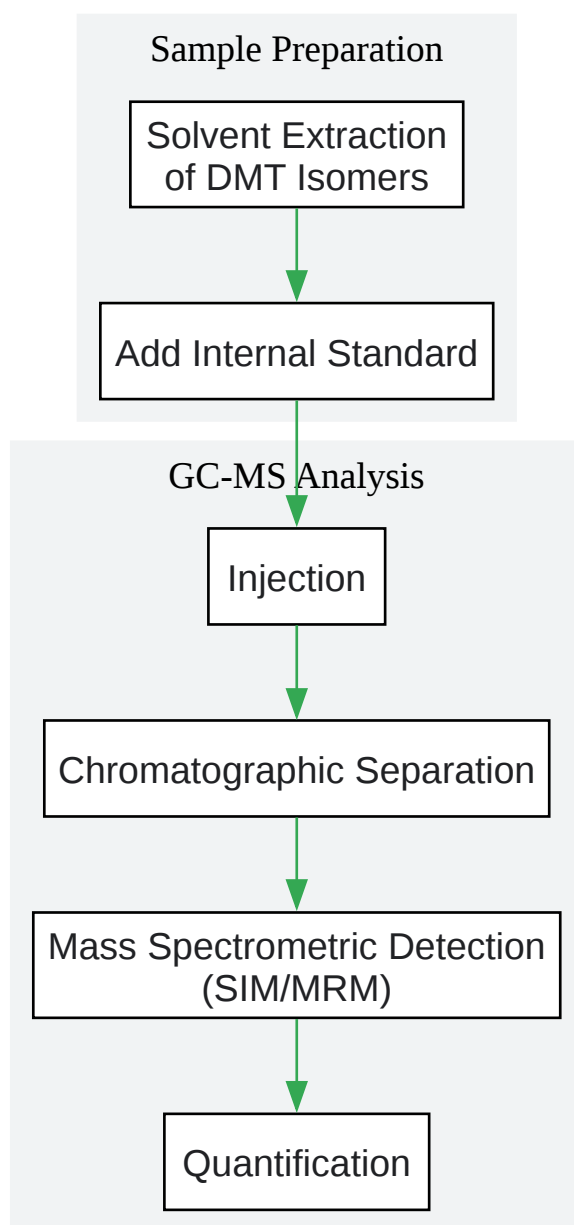 Sample Preparation
Solvent Extraction
of DMT Isomers
Add Internal Standard
GC-MS Analysis
Injection
Chromatographic Separation
Mass Spectrometric Detection
(SIM/MRM)
Quantification